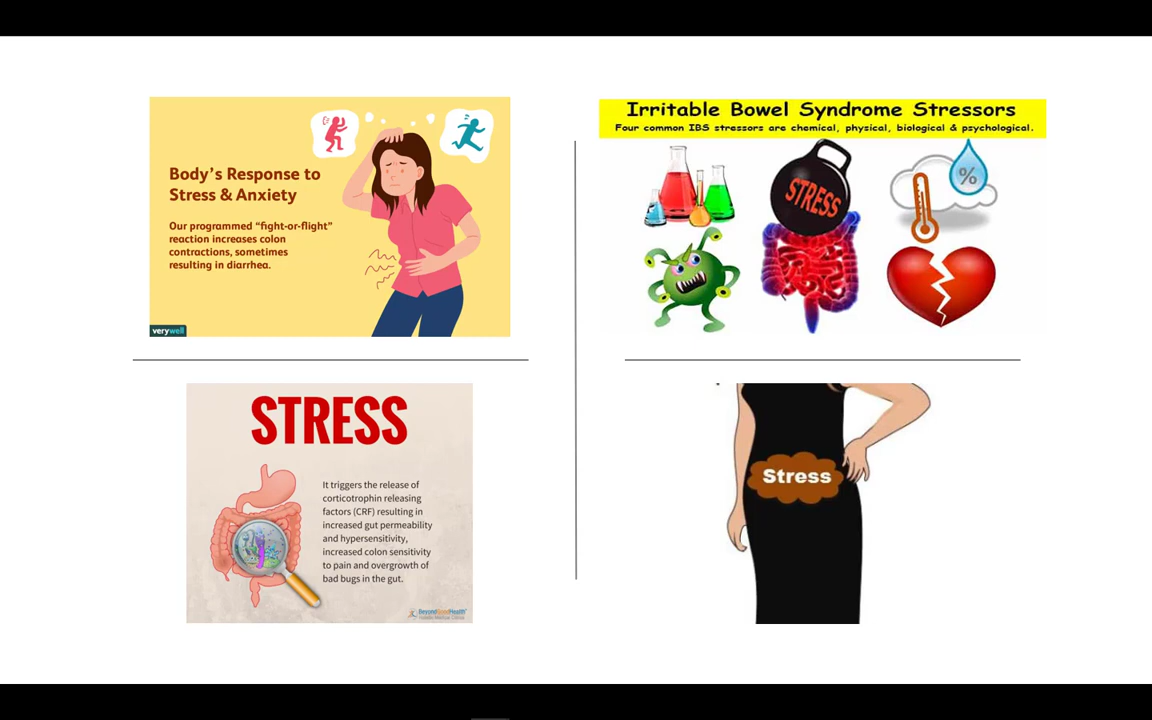 Body's Response to
Stress & Anxiety
Our programmed "fight-or-flight"
reaction increases colon
contractions, sometimes
resulting in diarrhea.
verywell
Irritable Bowel Syndrome Stressors
Four common IBS stressors are chemical, physical, biological & psychological.
STRESS
%
STRESS
It triggers the release of
corticotrophin releasing
factors (CRF) resulting in
increased gut permeability
and hypersensitivity,
increased colon sensitivity
to pain and overgrowth of
bad bugs in the gut.
BeyondGoodHealth
Stress